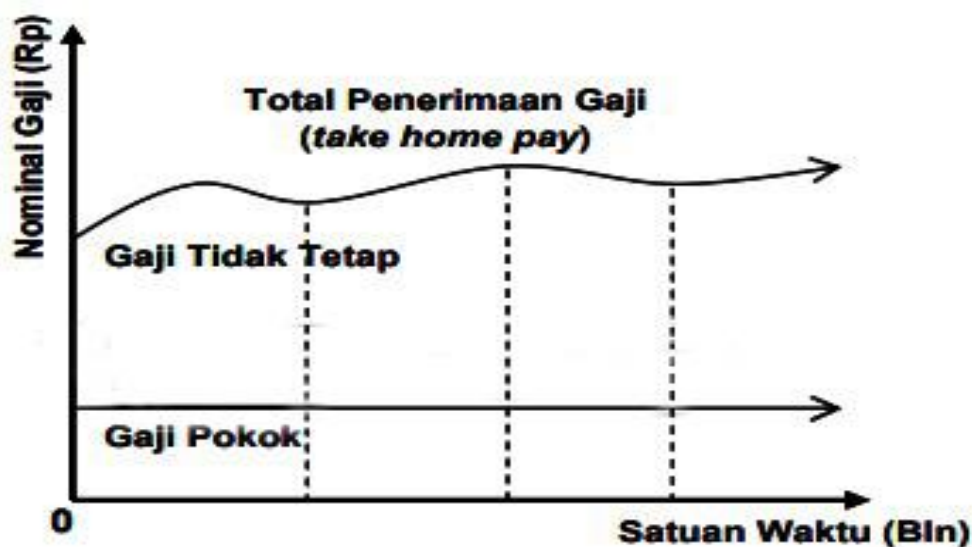 Nominal Gaji (Rp)
Total Penerimaan Gaji
(take home pay)
Gaji Tidak Tetap
Gaji Pokok
0
Satuan Waktu (Bln)